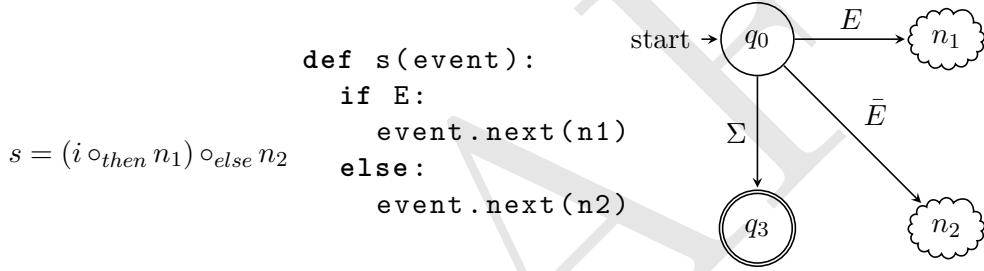 s = (i ∘then n1) ∘else n2
def s(event):
if E:
event.next(n1)
else:
event.next(n2)
start
q0
E
n1
Σ
Ē
q3
n2